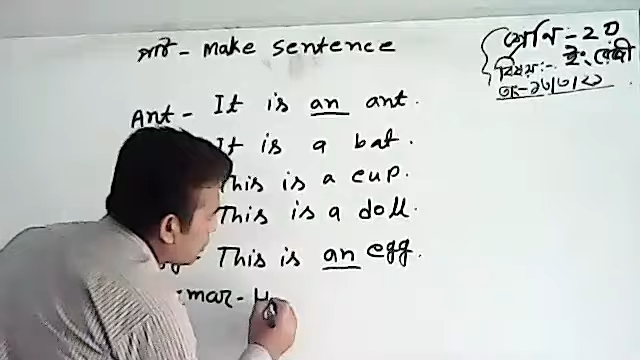 পাঠ - Make Sentence
শ্রেণি :- ২য়
বিষয় :- ইংরেজী
Ant - It is an ant.
It is a bat.
This is a cup.
This is a doll.
This is an egg.